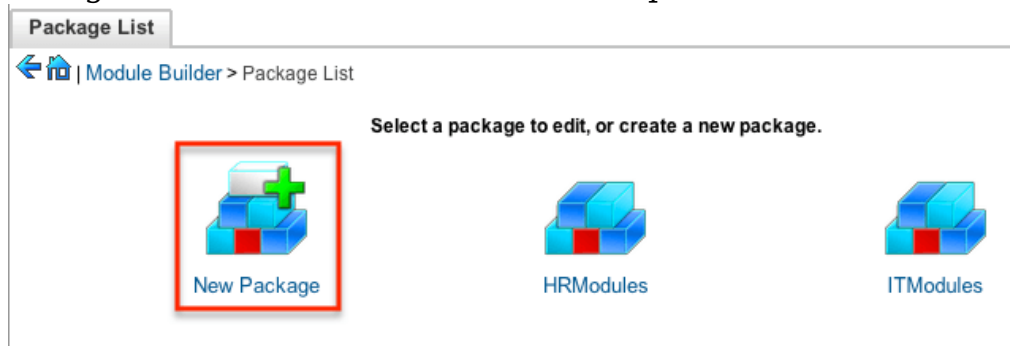 Package List
| Module Builder > Package List
Select a package to edit, or create a new package.
New Package
HRModules
ITModules